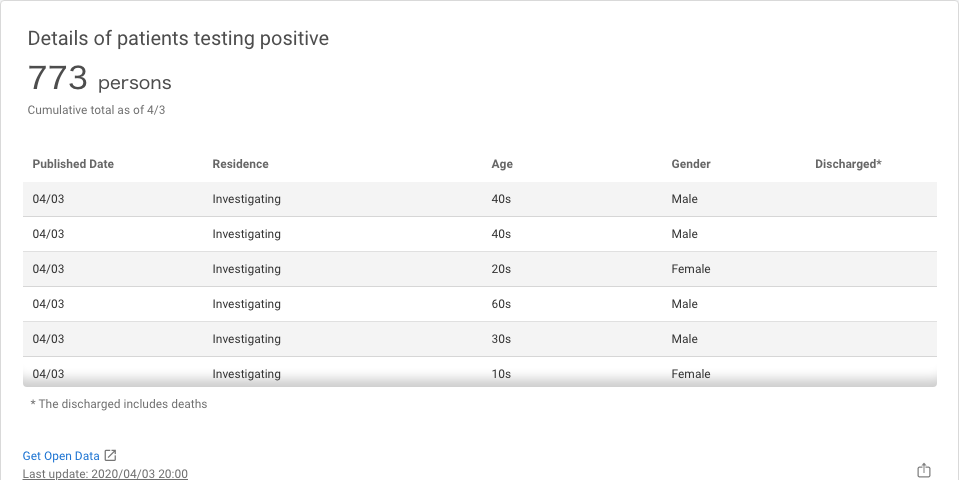 Details of patients testing positive
773 persons
Cumulative total as of 4/3
Published Date Residence Age Gender Discharged*
04/03 Investigating 40s Male
04/03 Investigating 40s Male
04/03 Investigating 20s Female
04/03 Investigating 60s Male
04/03 Investigating 30s Male
04/03 Investigating 10s Female
* The discharged includes deaths
Get Open Data
Last update: 2020/04/03 20:00